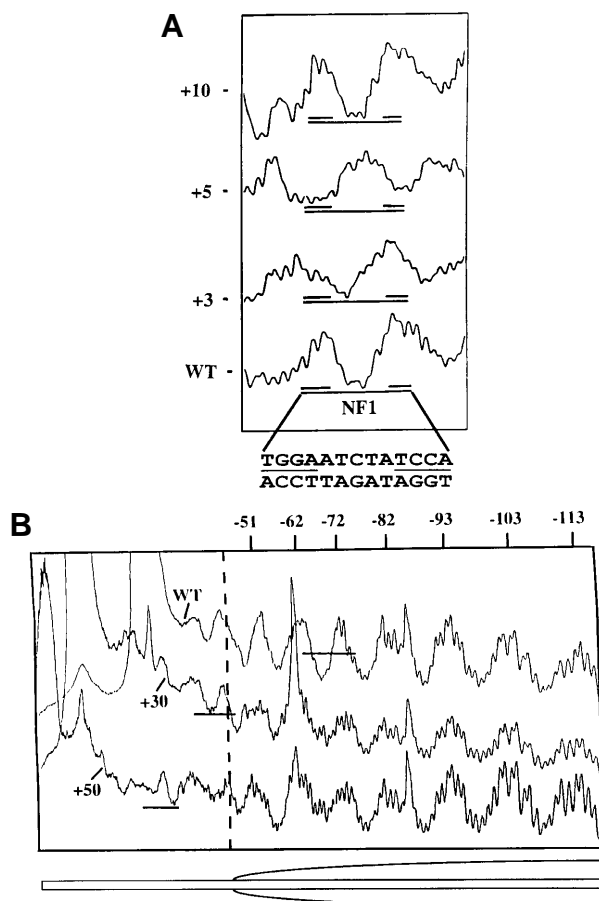 A
+10 -
+5 -
+3 -
WT -
NF1
TGGAATCTATCCA
ACCTTAGATAGGT
B
-51 -62 -72 -82 -93 -103 -113
WT
+30
+50